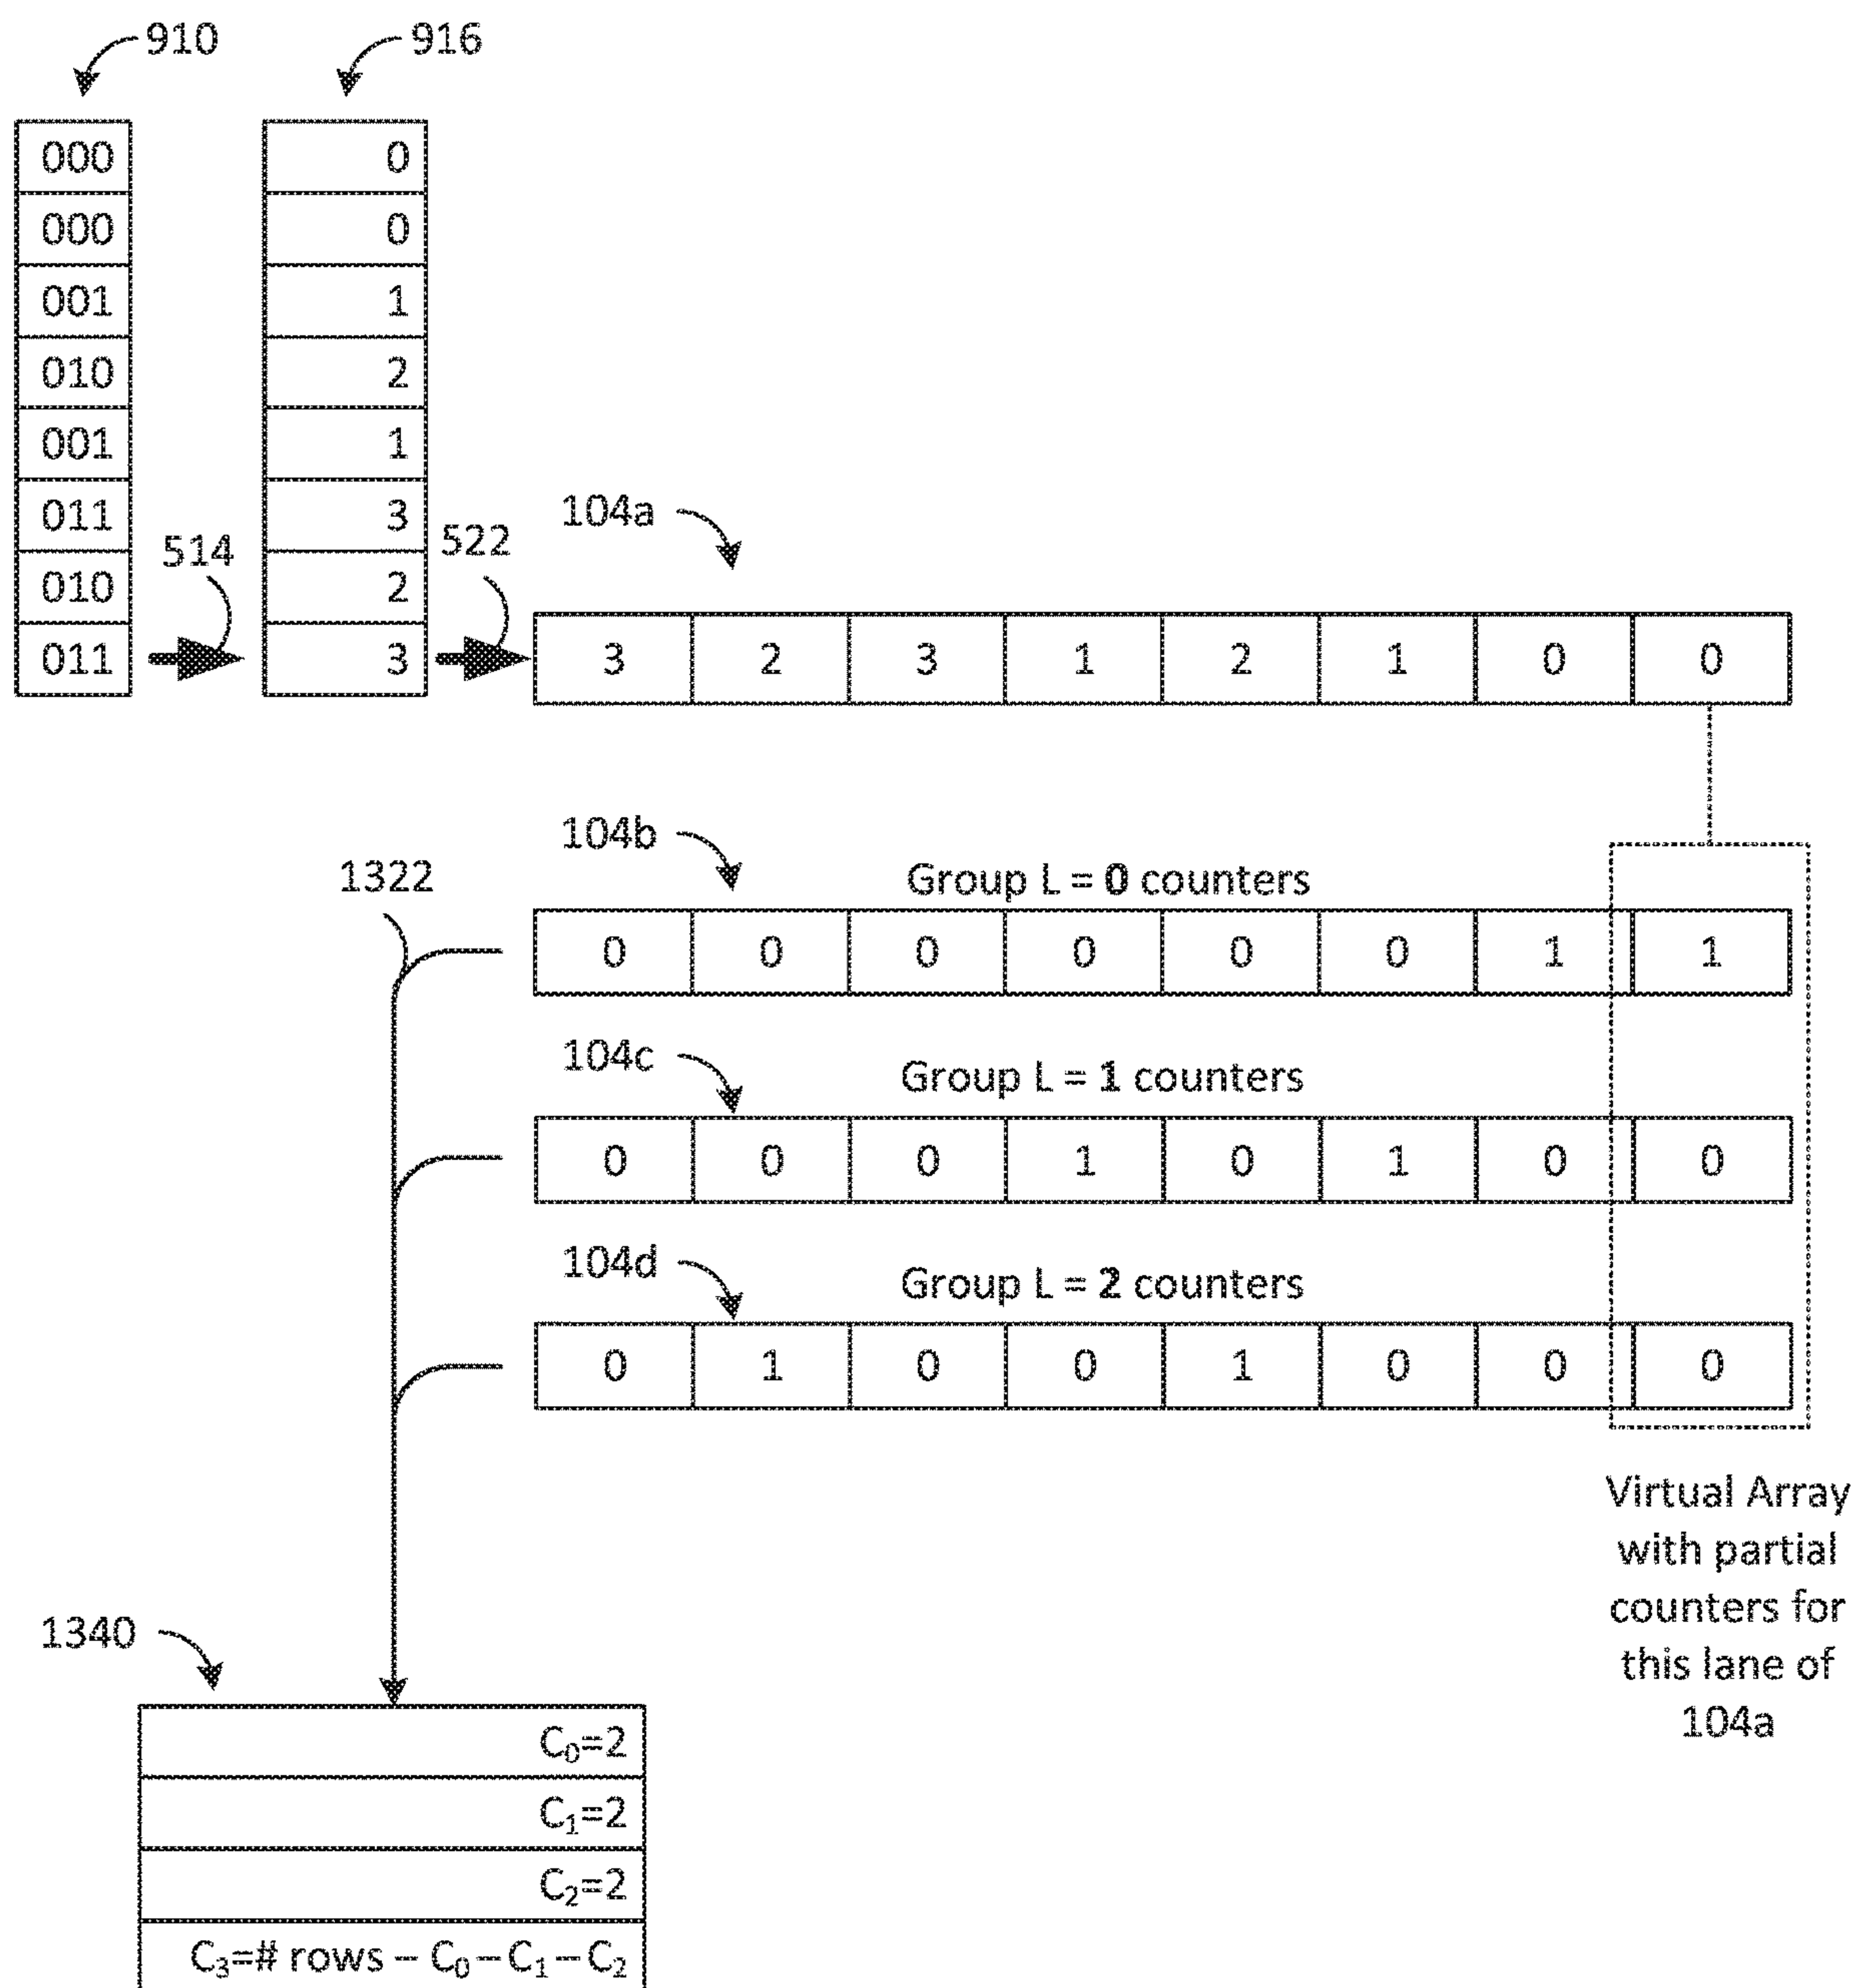 910 916
000 0
000 0
001 1
010 2
001 1
011 3
010 2
011 3
514
522
104a
3 2 3 1 2 1 0 0
104b
1322
Group L = 0 counters
0 0 0 0 0 0 1 1
104c
Group L = 1 counters
0 0 0 1 0 1 0 0
104d
Group L = 2 counters
0 1 0 0 1 0 0 0
Virtual Array
with partial
counters for
this lane of
104a
1340
C₀=2
C₁=2
C₂=2
C₃=# rows – C₀ – C₁ – C₂